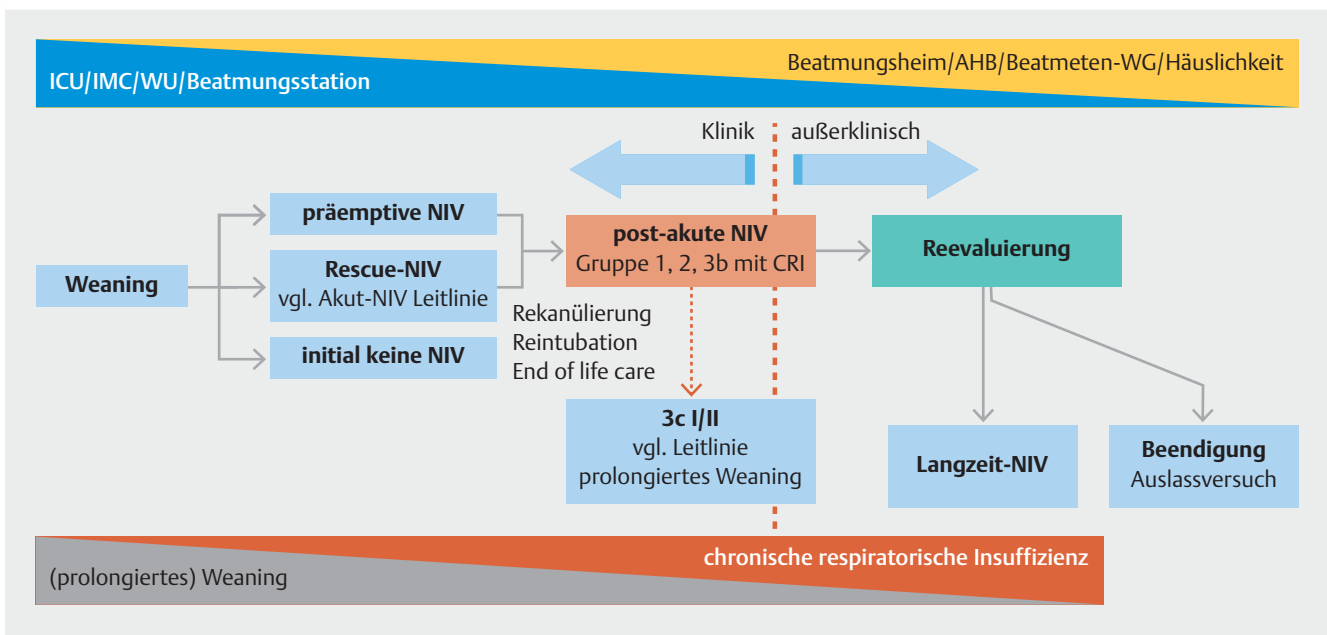 Beatmungsheim/AHB/Beatmeten-WG/Häuslichkeit
ICU/IMC/WU/Beatmungsstation
Klinik
außerklinisch
präemptive NIV
post-akute NIV
Gruppe 1, 2, 3b mit CRI
Reevaluierung
Weaning
Rescue-NIV
vgl. Akut-NIV Leitlinie
initial keine NIV
Rekanülierung
Reintubation
End of life care
3c I/II
vgl. Leitlinie
prolongiertes Weaning
Langzeit-NIV
Beendigung
Auslassversuch
chronische respiratorische Insuffizienz
(prolongiertes) Weaning